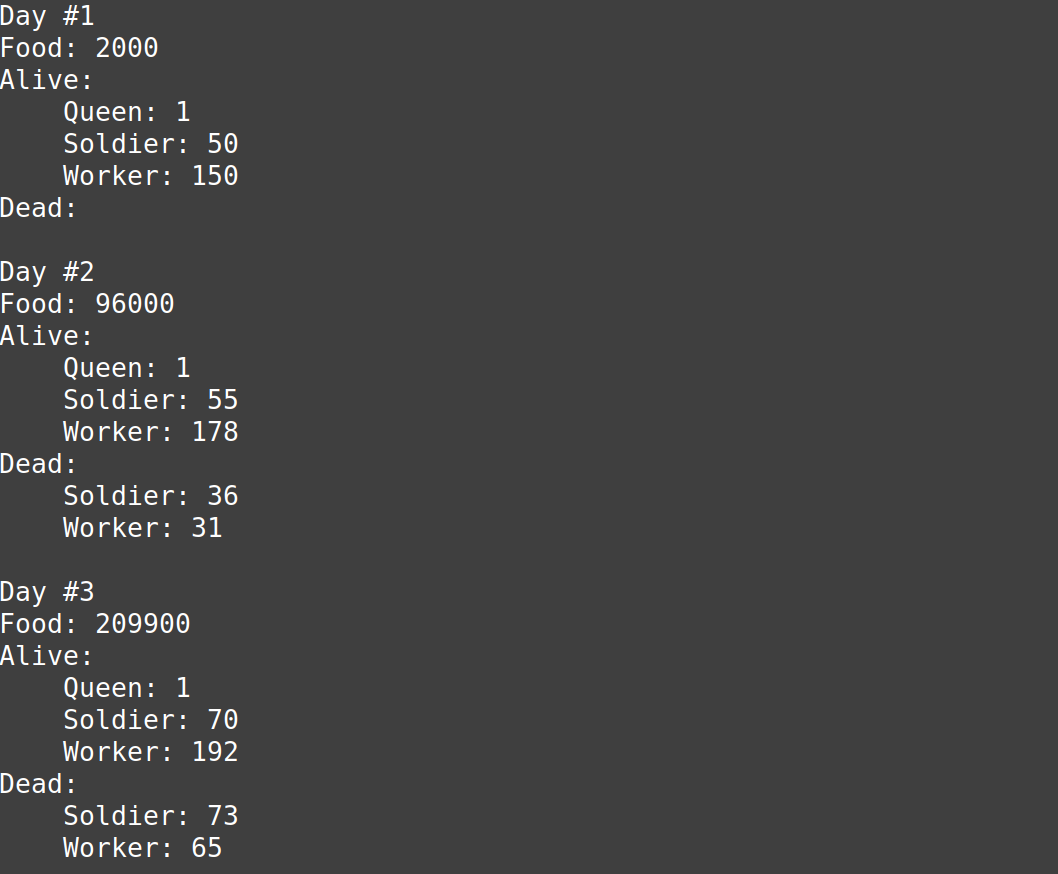 Day #1
Food: 2000
Alive:
    Queen: 1
    Soldier: 50
    Worker: 150
Dead:

Day #2
Food: 96000
Alive:
    Queen: 1
    Soldier: 55
    Worker: 178
Dead:
    Soldier: 36
    Worker: 31

Day #3
Food: 209900
Alive:
    Queen: 1
    Soldier: 70
    Worker: 192
Dead:
    Soldier: 73
    Worker: 65